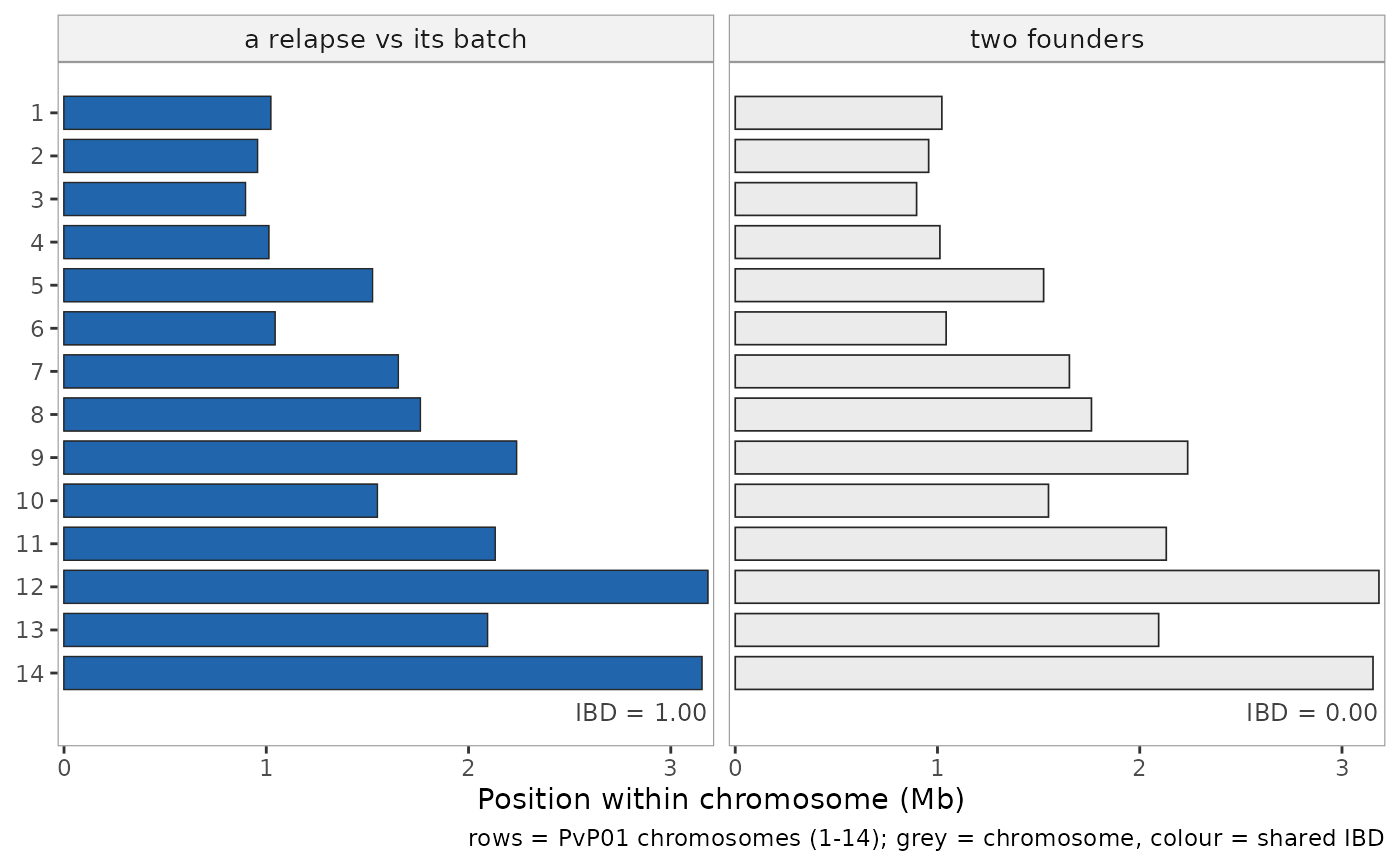 a relapse vs its batch
two founders
1
2
3
4
5
6
7
8
9
10
11
12
13
14
IBD = 1.00
IBD = 0.00
0 1 2 3
0 1 2 3
Position within chromosome (Mb)
rows = PvP01 chromosomes (1-14); grey = chromosome, colour = shared IBD